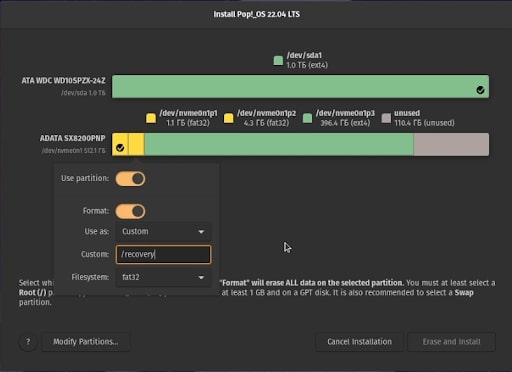 Install Pop!_OS 22.04 LTS
/dev/sda1
1.0 ТБ (ext4)
ATA WDC WD10SPZX-24Z
/dev/sda 1.0 ТБ
/dev/nvme0n1p1
1.1 ГБ (fat32)
/dev/nvme0n1p2
4.3 ГБ (fat32)
/dev/nvme0n1p3
396.4 ГБ (ext4)
unused
110.4 ГБ (unused)
ADATA SX8200PNP
/dev/nvme0n1 512.1 ГБ
Use partition:
Format:
Use as: Custom
Custom: /recovery
Filesystem: fat32
Select whi "Format" will erase ALL data on the selected partition. You must at least select a
Root (/) p at least 1 GB and on a GPT disk. It is also recommended to select a Swap
partition.
? Modify Partitions... Cancel Installation Erase and Install